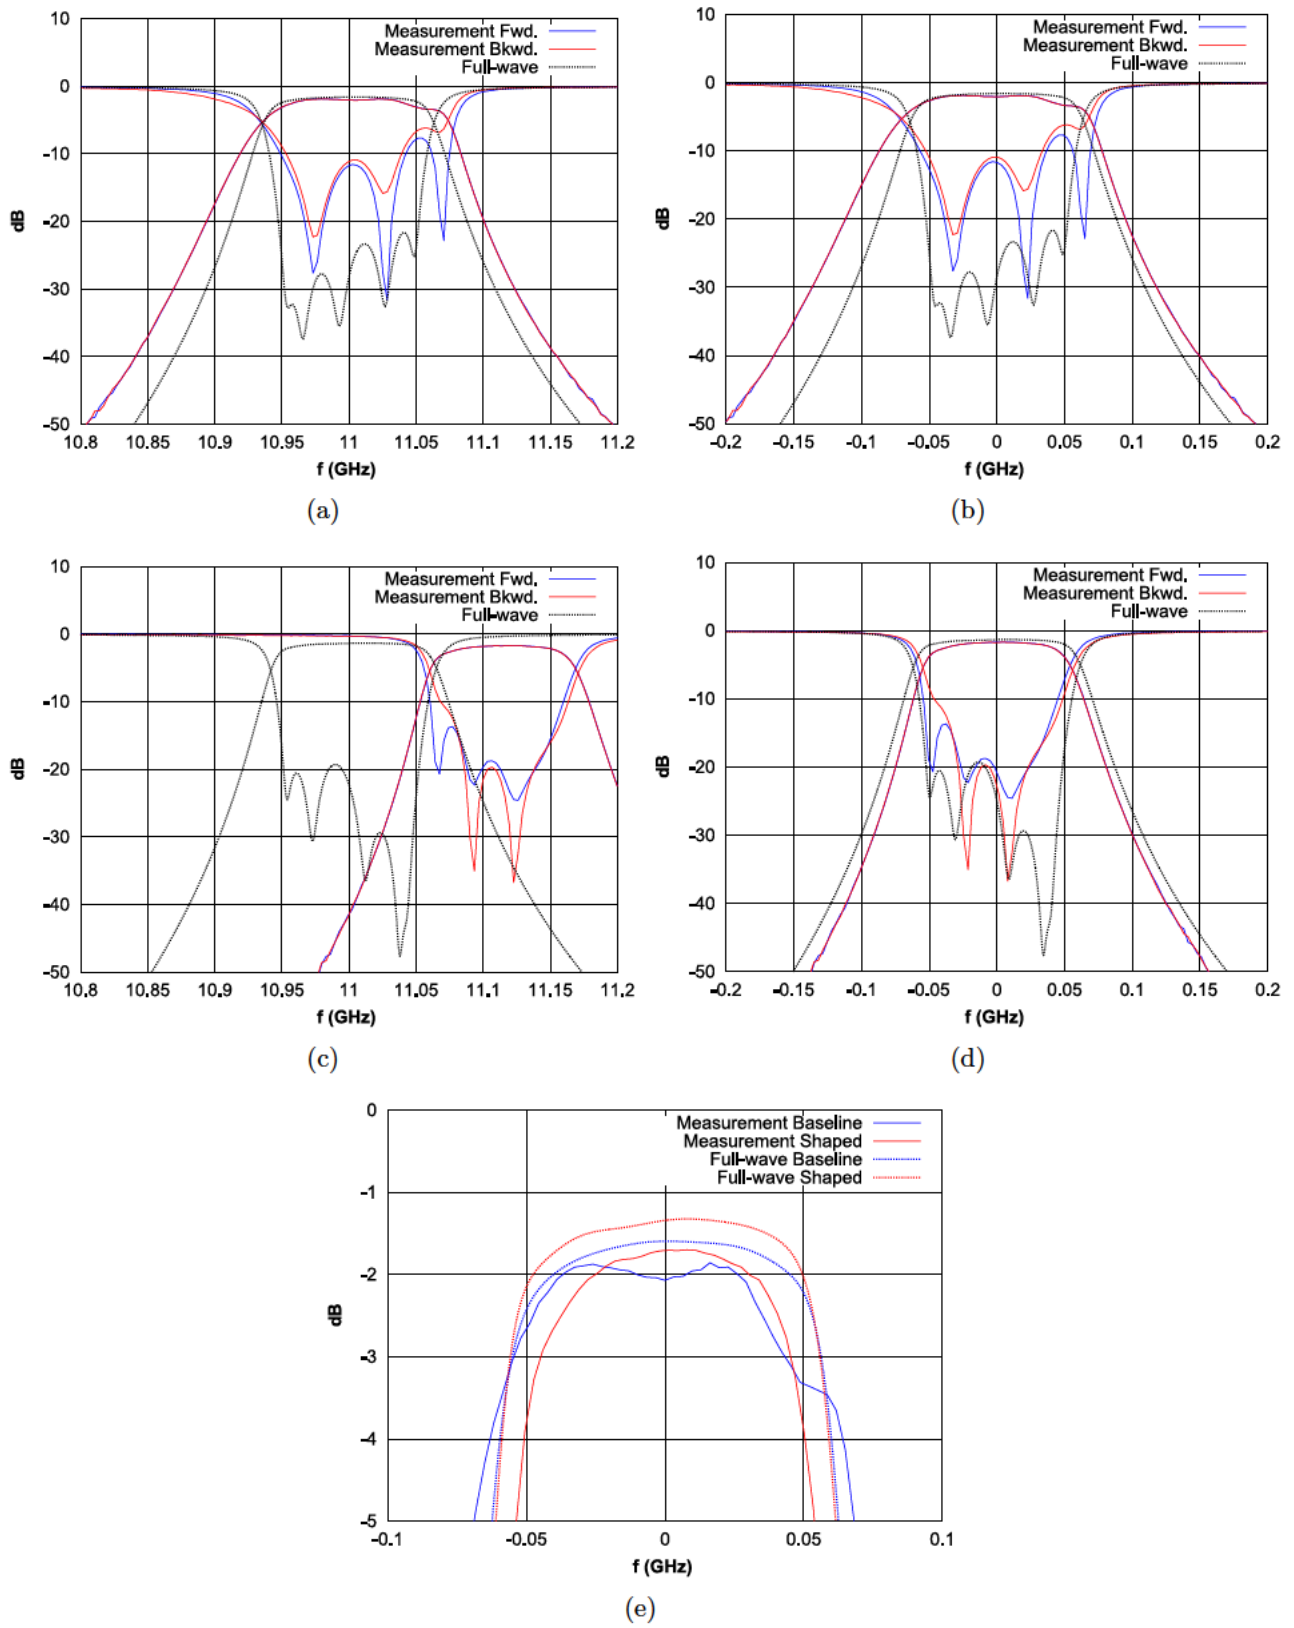 10
0
-10
-20
-30
-40
-50
dB
Measurement Fwd.
Measurement Bkwd.
Full-wave
10.8 10.85 10.9 10.95 11 11.05 11.1 11.15 11.2
f (GHz)
(a)
10
0
-10
-20
-30
-40
-50
dB
Measurement Fwd.
Measurement Bkwd.
Full-wave
-0.2 -0.15 -0.1 -0.05 0 0.05 0.1 0.15 0.2
f (GHz)
(b)
10
0
-10
-20
-30
-40
-50
dB
Measurement Fwd.
Measurement Bkwd.
Full-wave
10.8 10.85 10.9 10.95 11 11.05 11.1 11.15 11.2
f (GHz)
(c)
10
0
-10
-20
-30
-40
-50
dB
Measurement Fwd.
Measurement Bkwd.
Full-wave
-0.2 -0.15 -0.1 -0.05 0 0.05 0.1 0.15 0.2
f (GHz)
(d)
0
-1
-2
-3
-4
-5
dB
Measurement Baseline
Measurement Shaped
Full-wave Baseline
Full-wave Shaped
-0.1 -0.05 0 0.05 0.1
f (GHz)
(e)